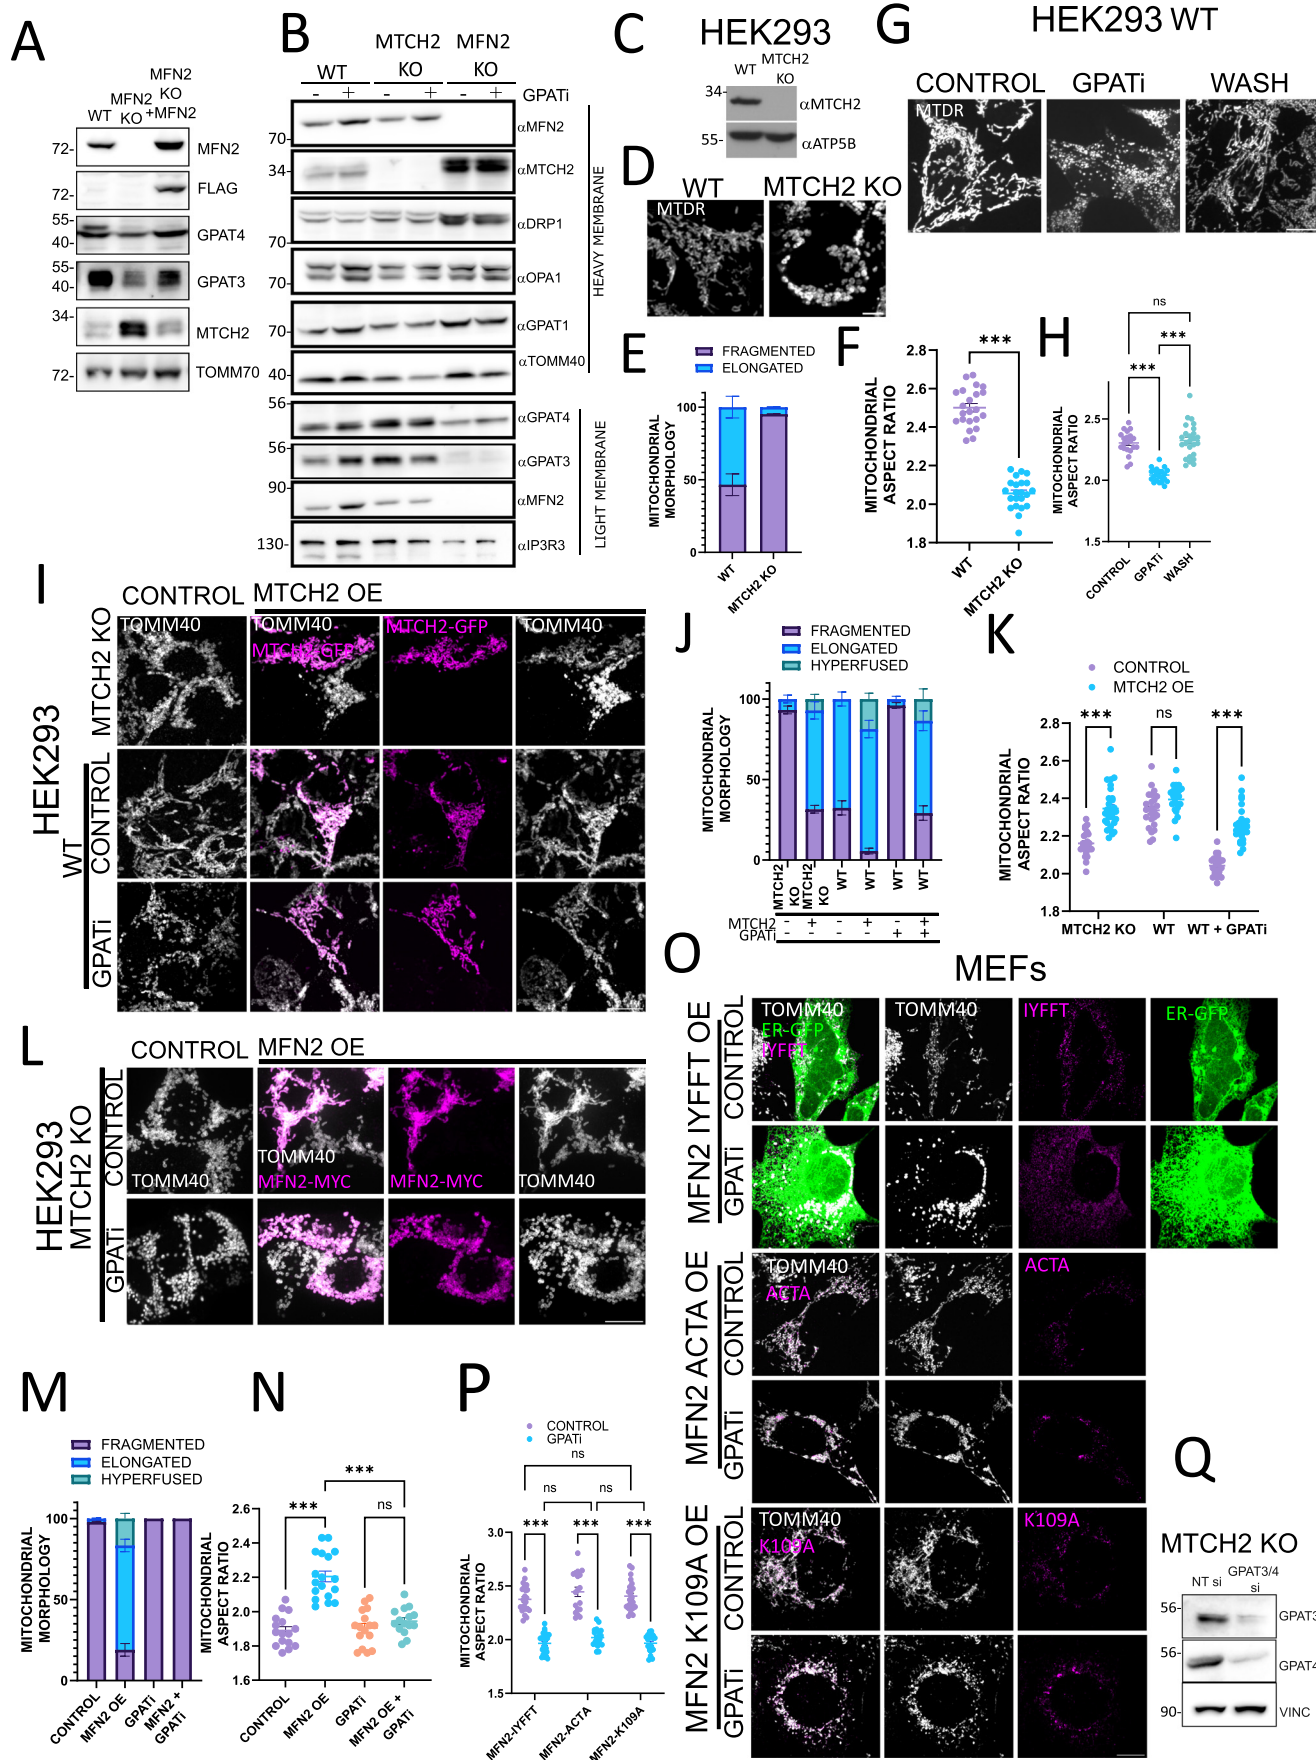 A
WT
MFN2
KO
MFN2
KO
+MFN2
72-
MFN2
72-
FLAG
55-
40-
GPAT4
55-
40-
GPAT3
34-
MTCH2
72-
TOMM70
B
WT
MTCH2
KO
MFN2
KO
- + - + - +
GPATi
70-
αMFN2
34-
αMTCH2
70-
αDRP1
70-
αOPA1
70-
αGPAT1
40-
αTOMM40
HEAVY MEMBRANE
56-
αGPAT4
56-
αGPAT3
90-
αMFN2
130-
αIP3R3
LIGHT MEMBRANE
C
HEK293
WT
MTCH2
KO
34-
αMTCH2
55-
αATP5B
D
WT
MTCH2 KO
MTDR
E
FRAGMENTED
ELONGATED
MITOCHONDRIAL
MORPHOLOGY
100
50
0
WT
MTCH2 KO
F
***
MITOCHONDRIAL
ASPECT RATIO
2.8
2.6
2.4
2.2
2.0
1.8
WT
MTCH2 KO
G
HEK293 WT
CONTROL
GPATi
WASH
MTDR
H
ns
***
***
MITOCHONDRIAL
ASPECT RATIO
2.5
2.0
1.5
CONTROL
GPATi
WASH
I
CONTROL
MTCH2 OE
HEK293
MTCH2 KO
WT
CONTROL
GPATi
TOMM40
TOMM40
MTCH2-GFP
MTCH2-GFP
TOMM40
J
FRAGMENTED
ELONGATED
HYPERFUSED
MITOCHONDRIAL
MORPHOLOGY
100
50
0
MTCH2
KO
MTCH2
KO
WT
WT
WT
WT
MTCH2 - + - + - +
GPATi - - - - + +
K
CONTROL
MTCH2 OE
***
ns
***
MITOCHONDRIAL
ASPECT RATIO
2.8
2.6
2.4
2.2
2.0
1.8
MTCH2 KO
WT
WT + GPATi
L
CONTROL
MFN2 OE
HEK293
MTCH2 KO
CONTROL
GPATi
TOMM40
TOMM40
MFN2-MYC
MFN2-MYC
TOMM40
M
FRAGMENTED
ELONGATED
HYPERFUSED
MITOCHONDRIAL
MORPHOLOGY
100
50
0
CONTROL
MFN2 OE
GPATi
MFN2 +
GPATi
N
***
***
ns
MITOCHONDRIAL
ASPECT RATIO
2.6
2.4
2.2
2.0
1.8
1.6
CONTROL
MFN2 OE
GPATi
MFN2 OE +
GPATi
O
MEFs
MFN2 IYFFT OE
CONTROL
GPATi
TOMM40
ER-GFP
IYFFT
TOMM40
IYFFT
ER-GFP
MFN2 ACTA OE
CONTROL
GPATi
TOMM40
ACTA
ACTA
MFN2 K109A OE
CONTROL
GPATi
TOMM40
K109A
K109A
P
CONTROL
GPATi
ns
ns
ns
***
***
***
MITOCHONDRIAL
ASPECT RATIO
3.0
2.5
2.0
1.5
MFN2-IYFFT
MFN2-ACTA
MFN2-K109A
Q
MTCH2 KO
NT si
GPAT3/4
si
56-
GPAT3
56-
GPAT4
90-
VINC